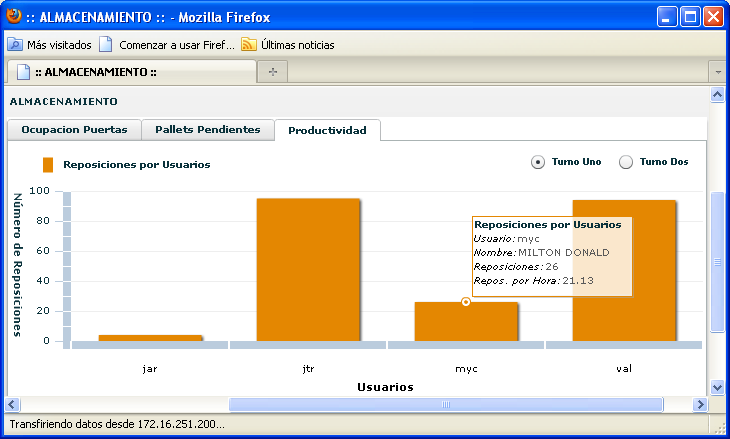 :: ALMACENAMIENTO :: - Mozilla Firefox
Más visitados Comenzar a usar Firef... Últimas noticias
:: ALMACENAMIENTO ::
ALMACENAMIENTO
Ocupacion Puertas Pallets Pendientes Productividad
Reposiciones por Usuarios Turno Uno Turno Dos
Número de Reposiciones
100
80
60
40
20
0
Reposiciones por Usuarios
Usuario: myc
Nombre: MILTON DONALD
Reposiciones: 26
Repos. por Hora: 21.13
jar jtr myc val
Usuarios
Transfiriendo datos desde 172.16.251.200...